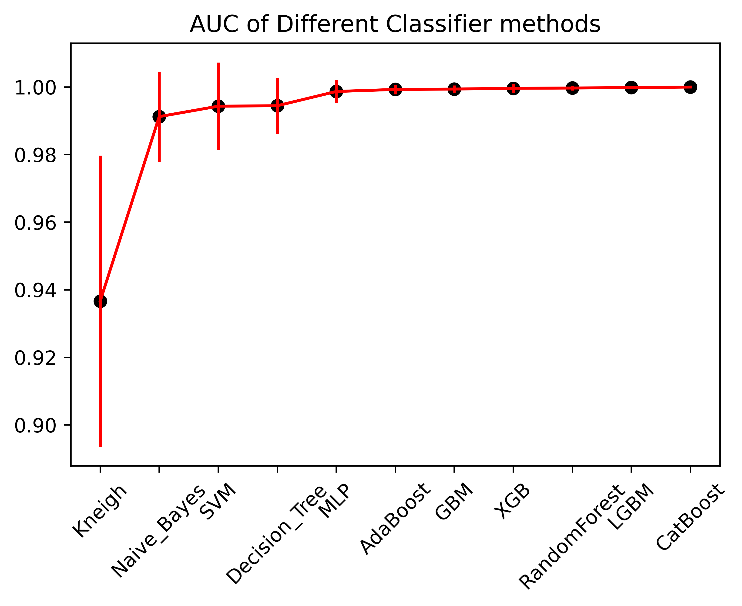 AUC of Different Classifier methods
1.00
0.98
0.96
0.94
0.92
0.90
Kneigh
Naive_Bayes
SVM
Decision_Tree
MLP
AdaBoost
GBM
XGB
RandomForest
LGBM
CatBoost